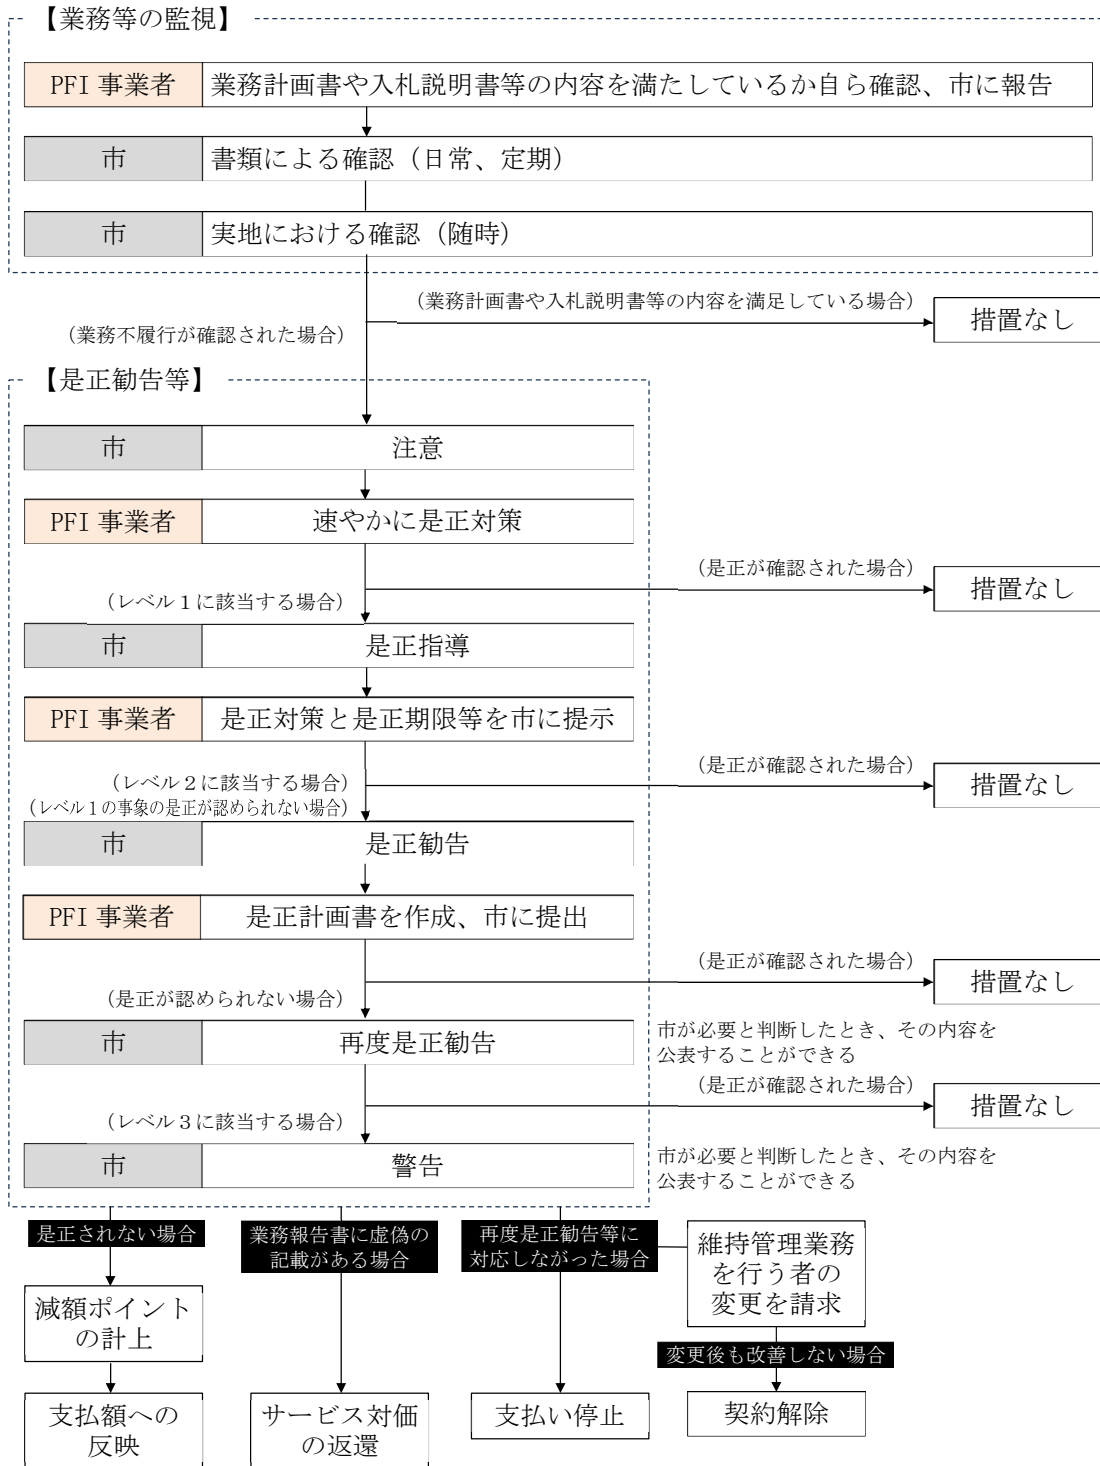 【業務等の監視】
PFI 事業者 業務計画書や入札説明書等の内容を満たしているか自ら確認、市に報告
市 書類による確認（日常、定期）
市 実地における確認（随時）
（業務計画書や入札説明書等の内容を満足している場合）
措置なし
（業務不履行が確認された場合）
【是正勧告等】
市 注意
PFI 事業者 速やかに是正対策
（是正が確認された場合）
措置なし
（レベル１に該当する場合）
市 是正指導
PFI 事業者 是正対策と是正期限等を市に提示
（是正が確認された場合）
措置なし
（レベル２に該当する場合）
（レベル１の事象の是正が認められない場合）
市 是正勧告
PFI 事業者 是正計画書を作成、市に提出
（是正が確認された場合）
措置なし
（是正が認められない場合）
市 再度是正勧告
市が必要と判断したとき、その内容を
公表することができる
（是正が確認された場合）
措置なし
（レベル３に該当する場合）
市 警告
市が必要と判断したとき、その内容を
公表することができる
是正されない場合
減額ポイント
の計上
支払額への
反映
業務報告書に虚偽の
記載がある場合
サービス対価
の返還
再度是正勧告等に
対応しながった場合
支払い停止
維持管理業務
を行う者の
変更を請求
変更後も改善しない場合
契約解除